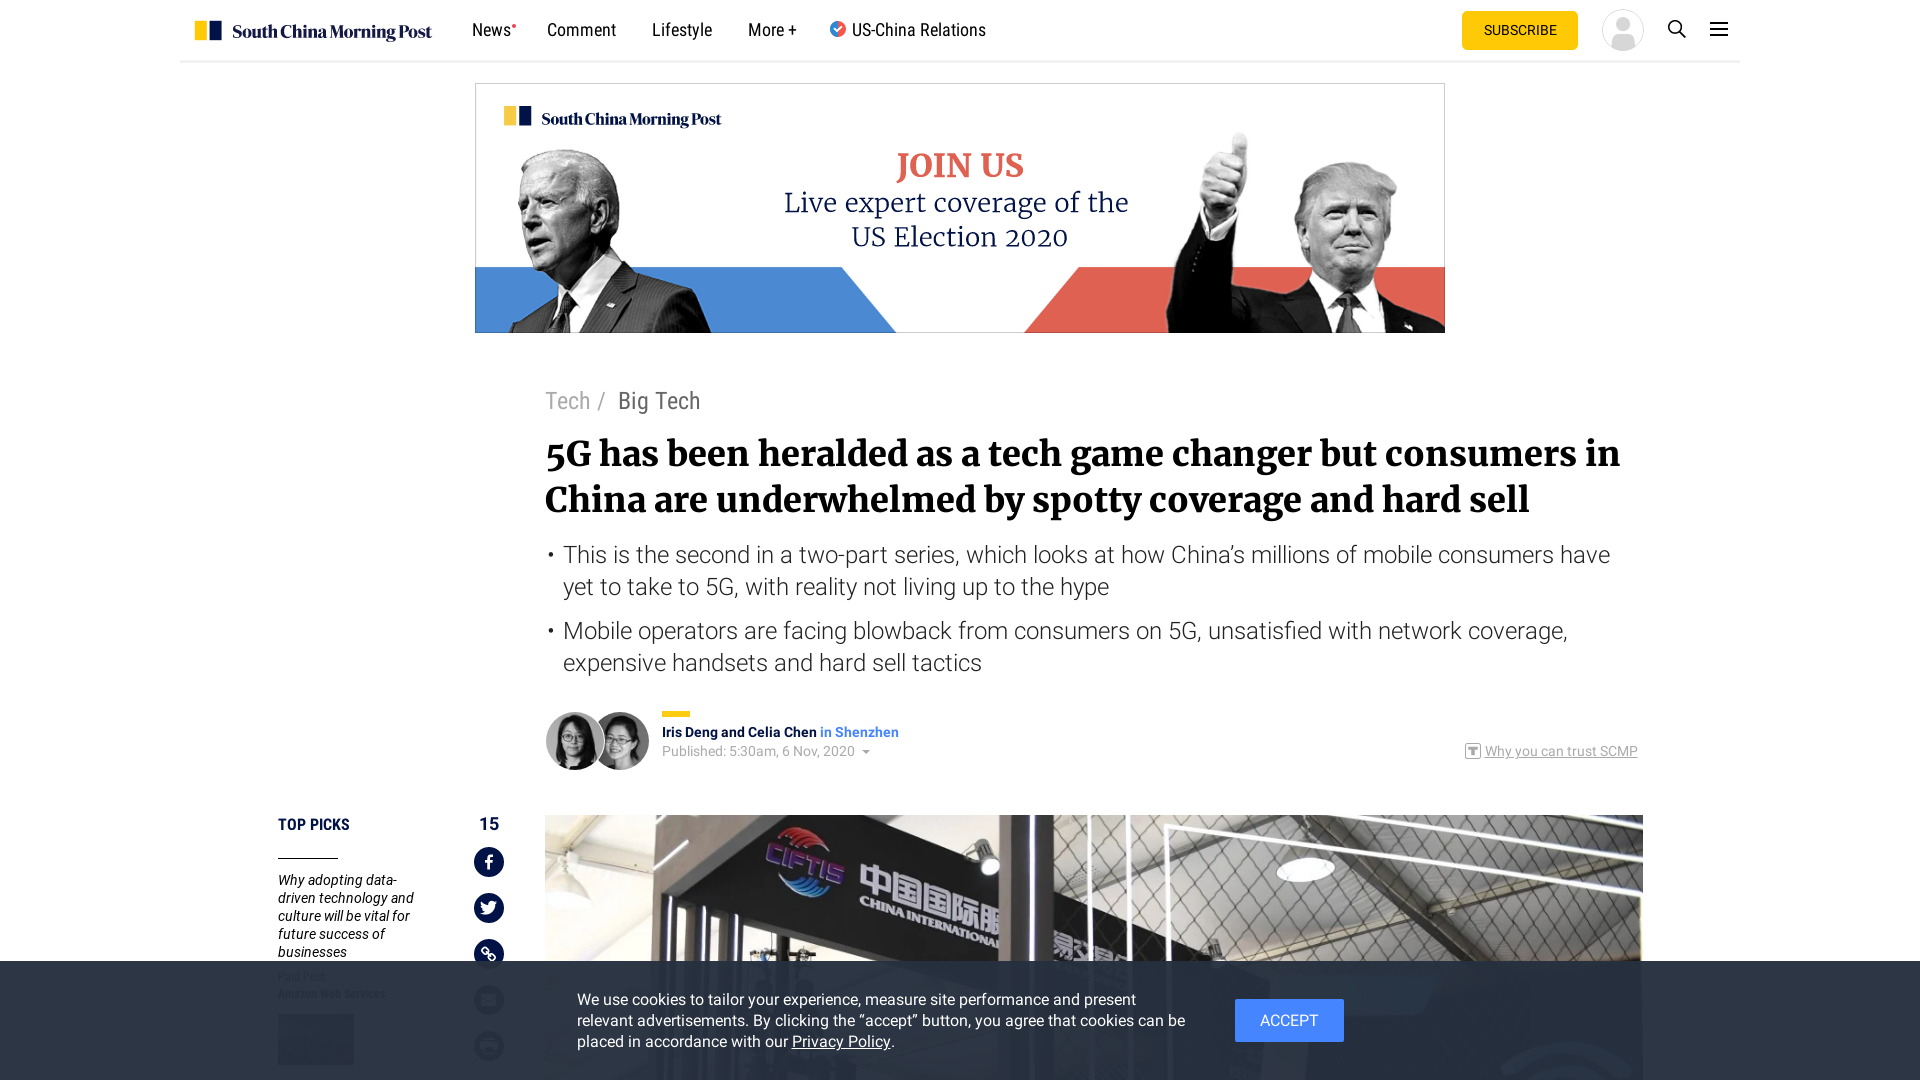 South China Morning Post
News
Comment
Lifestyle
More +
US-China Relations
SUBSCRIBE
South China Morning Post
JOIN US
Live expert coverage of the
US Election 2020
Tech / Big Tech
5G has been heralded as a tech game changer but consumers in
China are underwhelmed by spotty coverage and hard sell
• This is the second in a two-part series, which looks at how China’s millions of mobile consumers have
yet to take to 5G, with reality not living up to the hype
• Mobile operators are facing blowback from consumers on 5G, unsatisfied with network coverage,
expensive handsets and hard sell tactics
Iris Deng and Celia Chen in Shenzhen
Published: 5:30am, 6 Nov, 2020
Why you can trust SCMP
TOP PICKS
15
Why adopting data-
driven technology and
culture will be vital for
future success of
businesses
Paid Post:
Amazon Web Services
CIFTIS
中国国际服
CHINA INTERNATIONAL
We use cookies to tailor your experience, measure site performance and present
relevant advertisements. By clicking the “accept” button, you agree that cookies can be
placed in accordance with our Privacy Policy.
ACCEPT